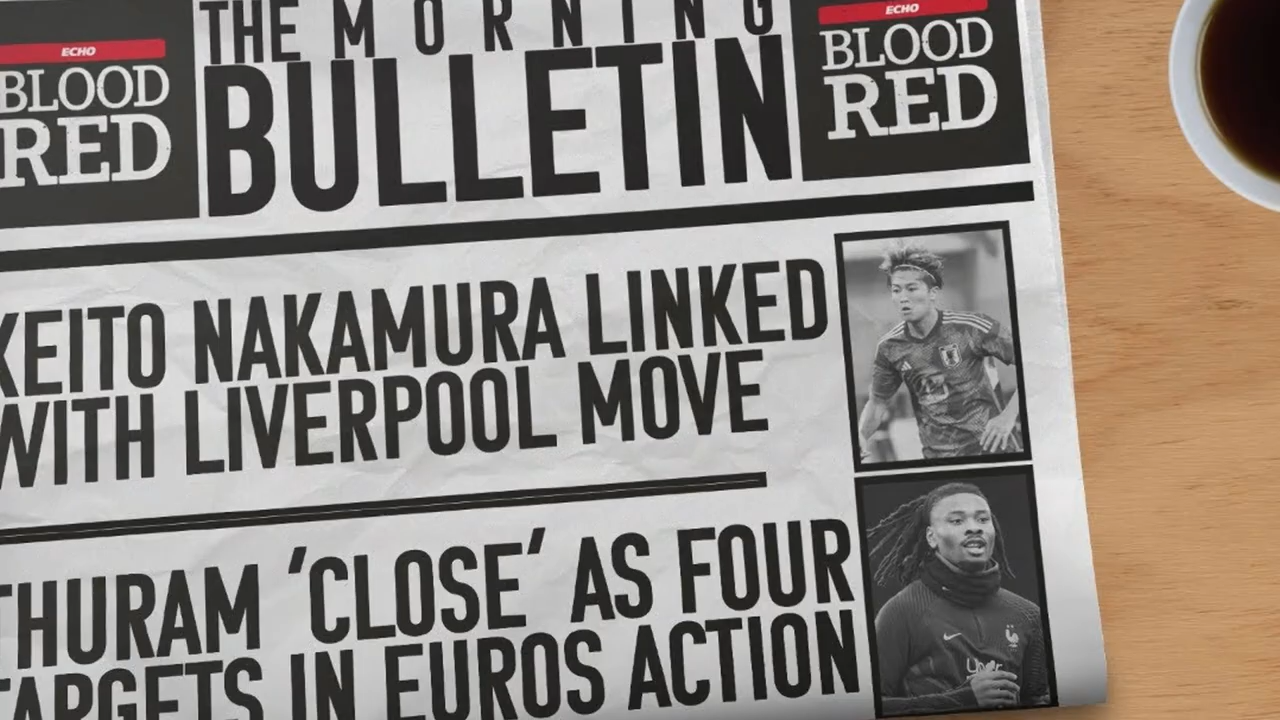 THE MORNING
BULLETIN
ECHO
BLOOD
RED
ECHO
BLOOD
RED
KEITO NAKAMURA LINKED
WITH LIVERPOOL MOVE
THURAM 'CLOSE' AS FOUR
TARGETS IN EUROS ACTION
Uber